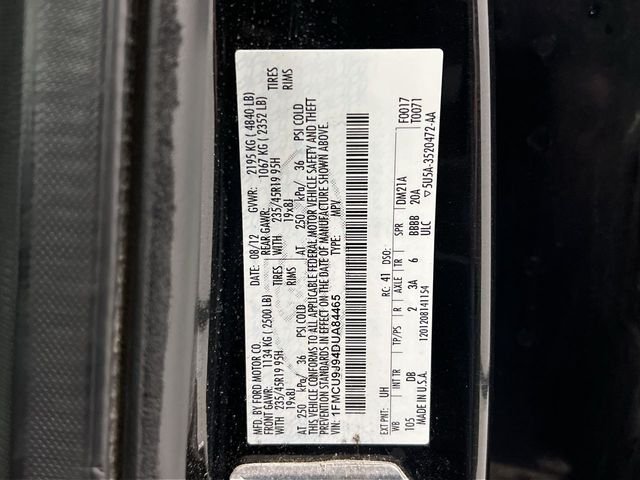 MFD. BY FORD MOTOR CO.
DATE: 08/12 GVWR: 2195 KG ( 4840 LB)
FRONT GAWR: 1134 KG ( 2500 LB) REAR GAWR: 1067 KG ( 2352 LB)
WITH 235/45R19 95H TIRES WITH 235/45R19 95H TIRES
19x8J RIMS 19x8J RIMS
AT 250 kPa/ 36 PSI COLD AT 250 kPa/ 36 PSI COLD
THIS VEHICLE CONFORMS TO ALL APPLICABLE FEDERAL MOTOR VEHICLE SAFETY AND THEFT
PREVENTION STANDARDS IN EFFECT ON THE DATE OF MANUFACTURE SHOWN ABOVE.
VIN: 1FMCU9J94DUA84465 TYPE: MPV
F0017
T0071
EXT PNT: UH RC: 41 DSO: DM21A
WB INT TR TP/PS R AXLE TR SPR
105 DB 2 3A 6 BBBB 20A
MADE IN U.S.A. 1201208141154 ULC ▽5U5A-3520472-AA